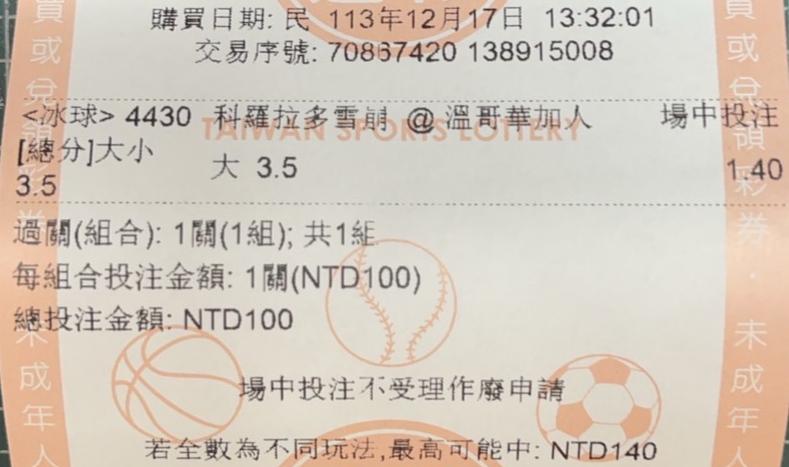 購買日期: 民 113年12月17日 13:32:01
交易序號: 70867420 138915008
<冰球> 4430 科羅拉多雪崩 @ 溫哥華加人 場中投注
TAIWAN SPORTS LOTTERY
[總分]大小 大 3.5 1.40
3.5
過關(組合): 1關(1組); 共1組
每組合投注金額: 1關(NTD100)
總投注金額: NTD100
場中投注不受理作廢申請
若全數為不同玩法,最高可能中: NTD140
買或兌領彩券
未成年人
買或兌領彩券・未成年人